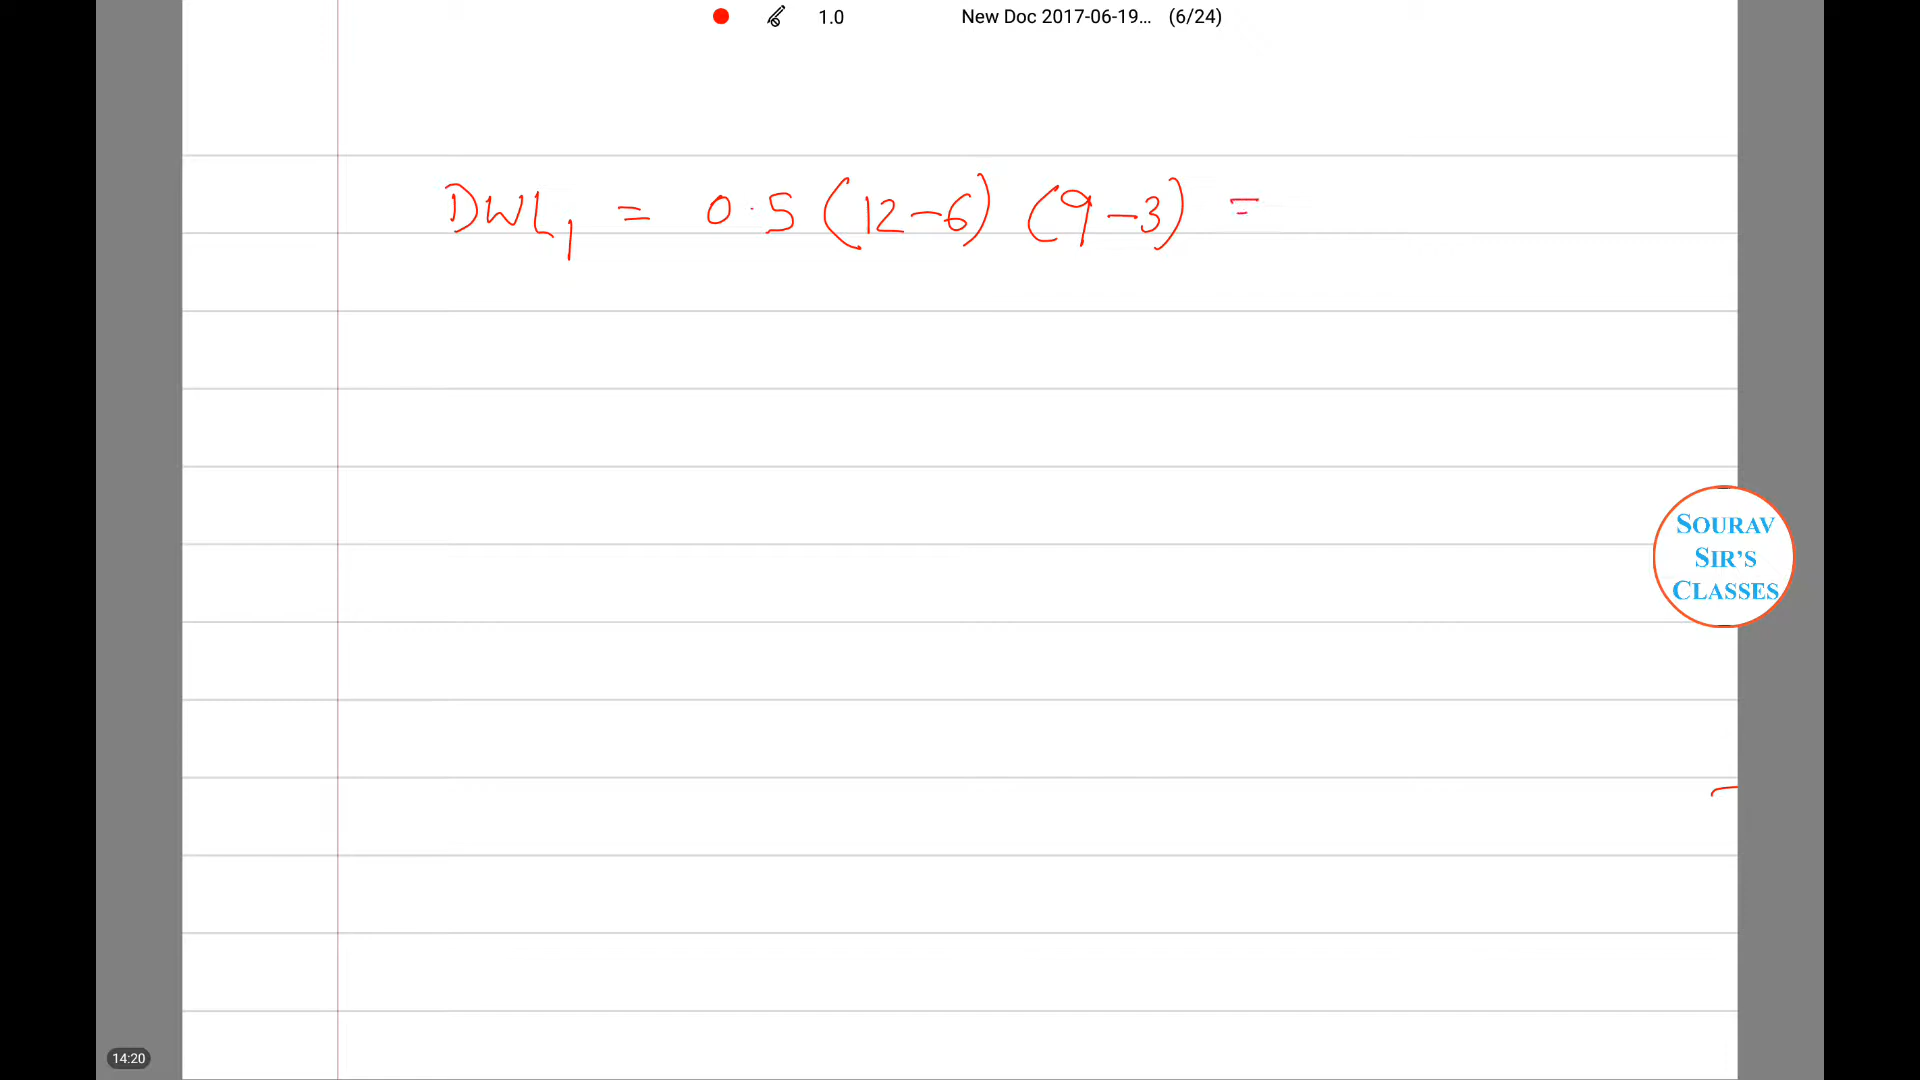 1.0 New Doc 2017-06-19... (6/24)
DWL₁ = 0.5 (12-6) (9-3) =
SOURAV
SIR'S
CLASSES
14:20